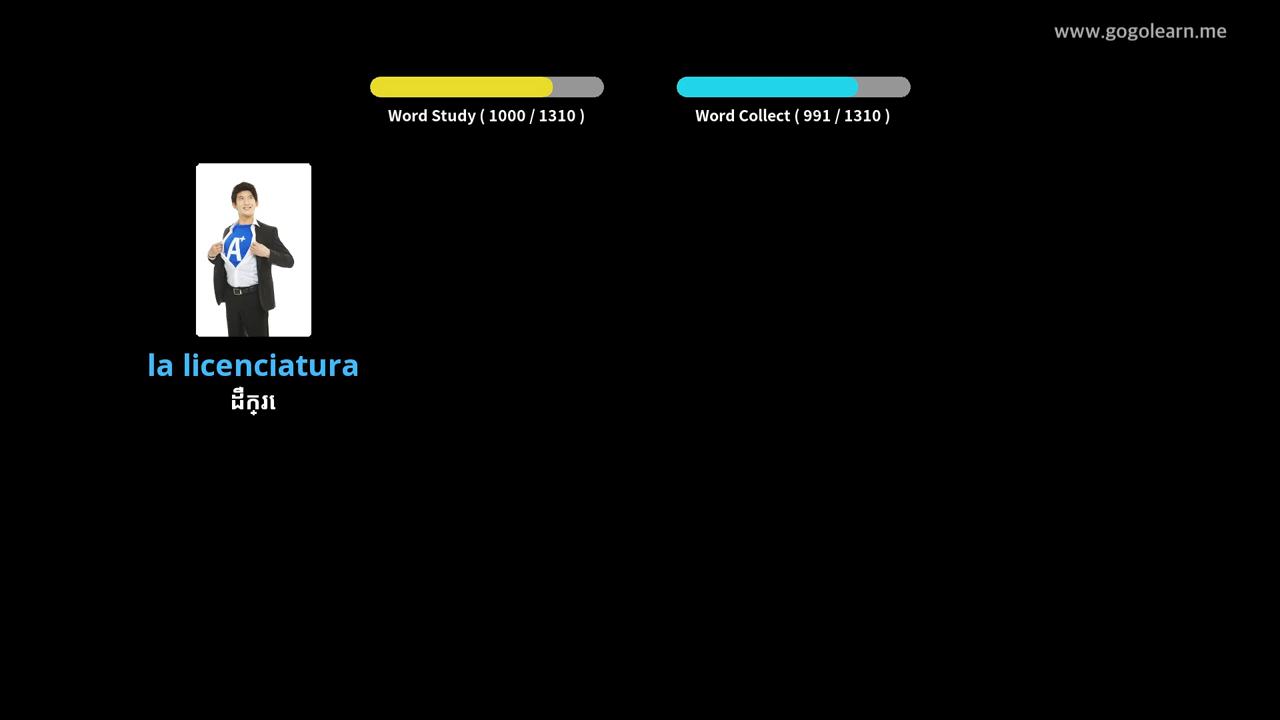 www.gogolearn.me
Word Study ( 1000 / 1310 )
Word Collect ( 991 / 1310 )
A+
la licenciatura
ដឺក្រេ